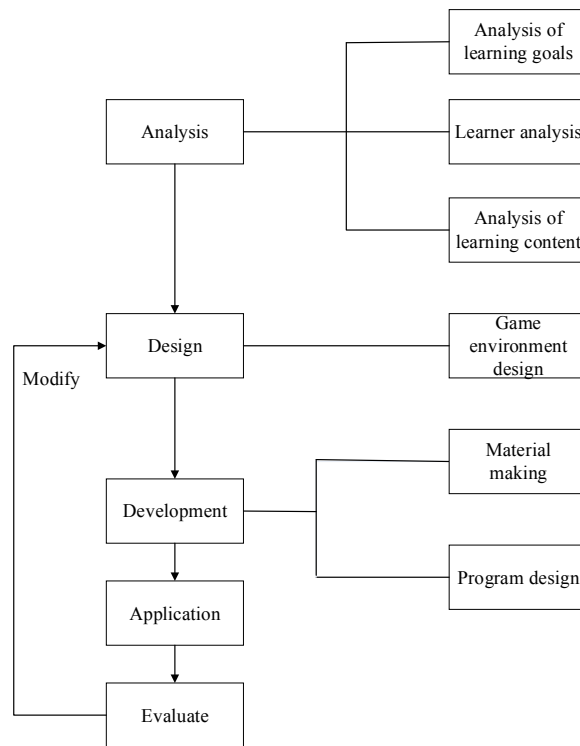 Analysis of
learning goals
Analysis
Learner analysis
Analysis of
learning content
Design
Game
environment
design
Modify
Material
making
Development
Program design
Application
Evaluate